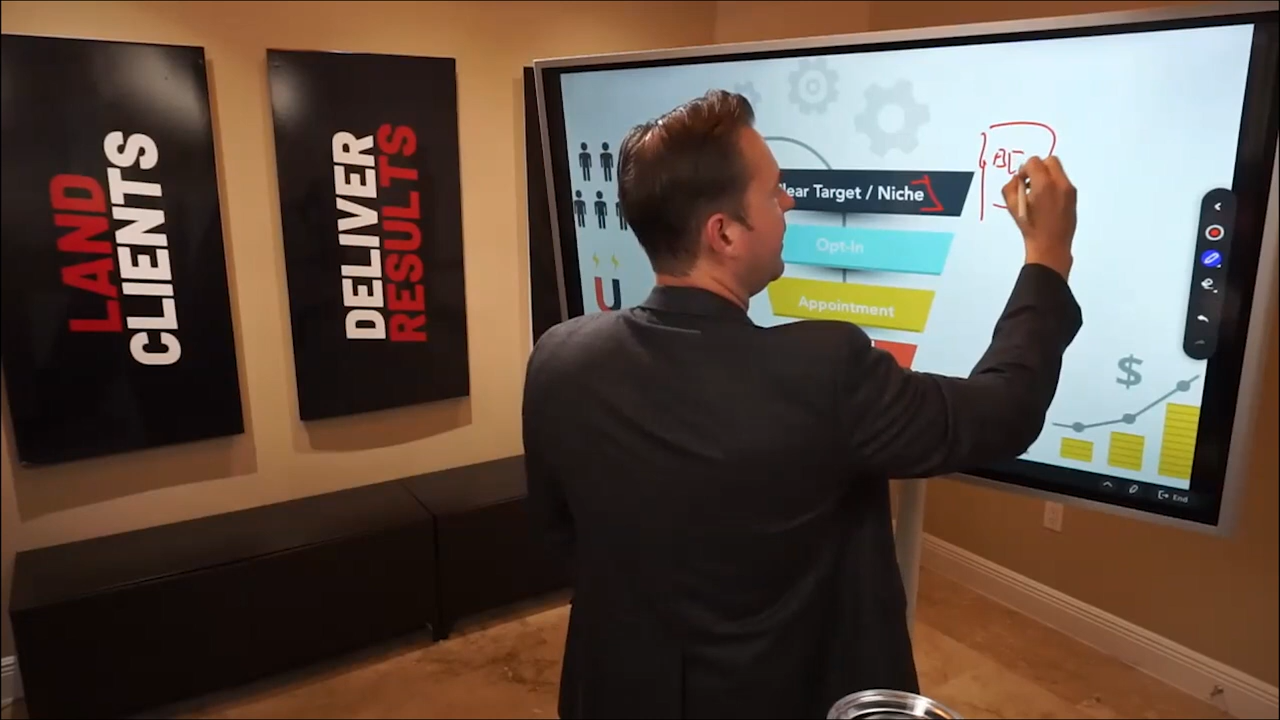 LAND
CLIENTS
DELIVER
RESULTS
lear Target / Niche
Opt-In
Appointment
$
End